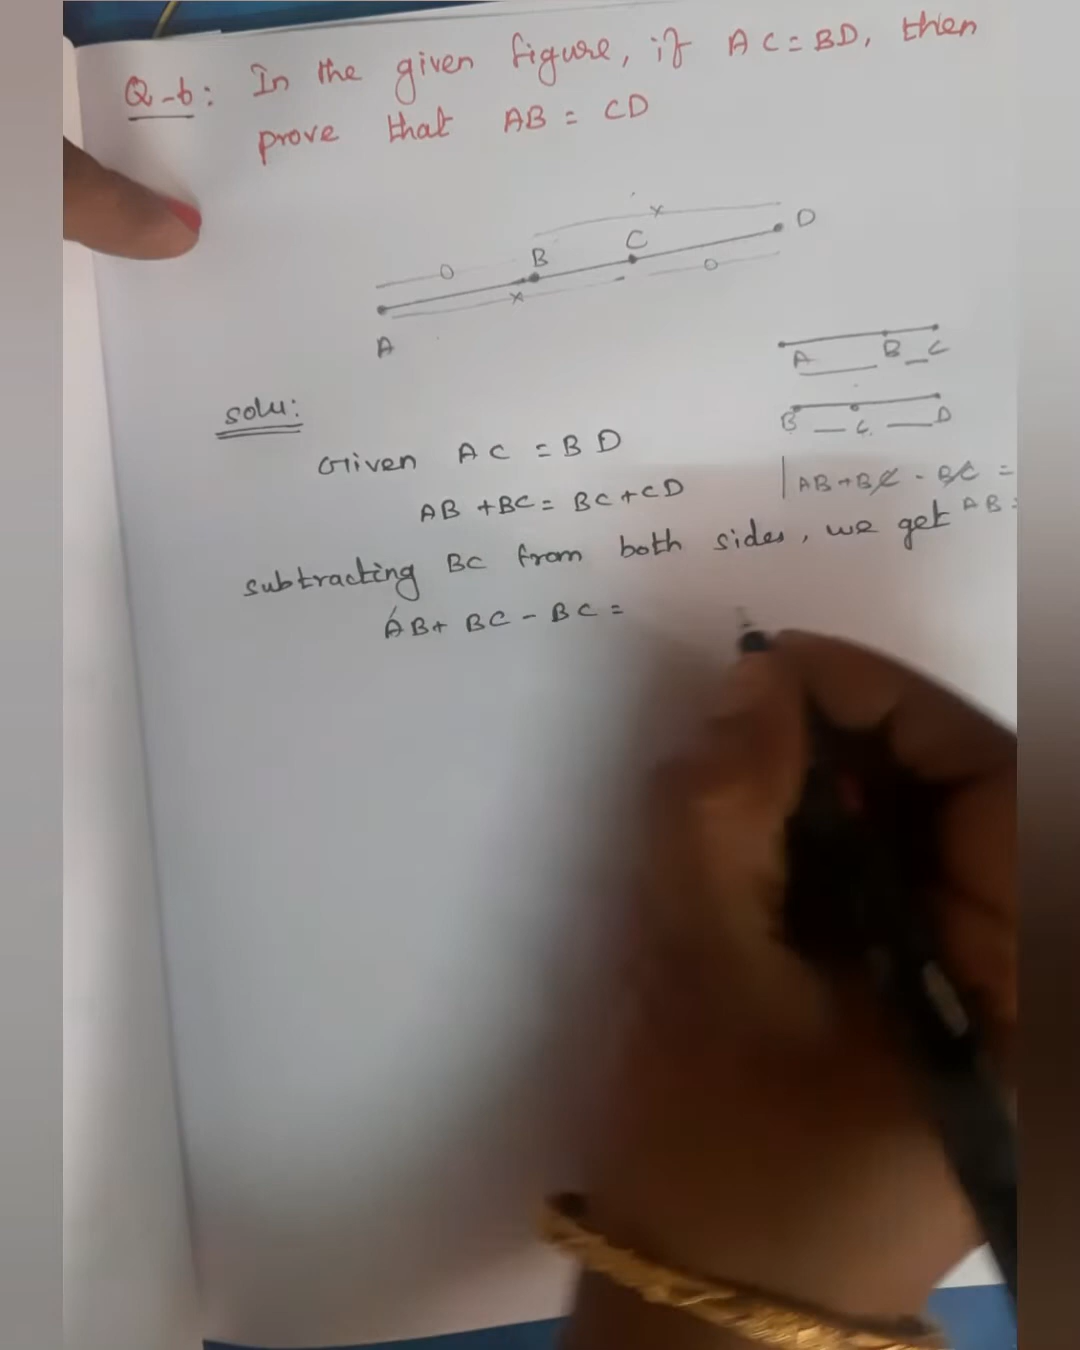 Q-6: In the given figure, if AC = BD, then
prove that AB = CD
A B C D
x
o
x
o
A B C
B C D
solu:
Given AC = BD
AB + BC = BC + CD
AB + BC - BC =
subtracting BC from both sides, we get AB =
AB + BC - BC =